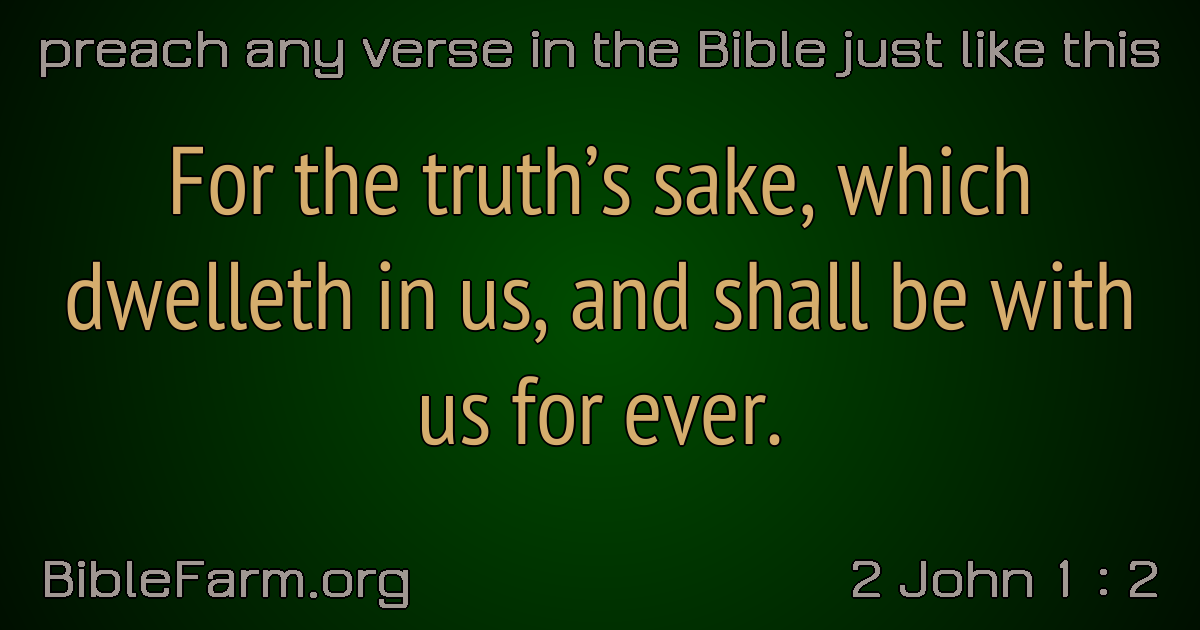 preach any verse in the Bible just like this
For the truth’s sake, which
dwelleth in us, and shall be with
us for ever.
BibleFarm.org
2 John 1 : 2